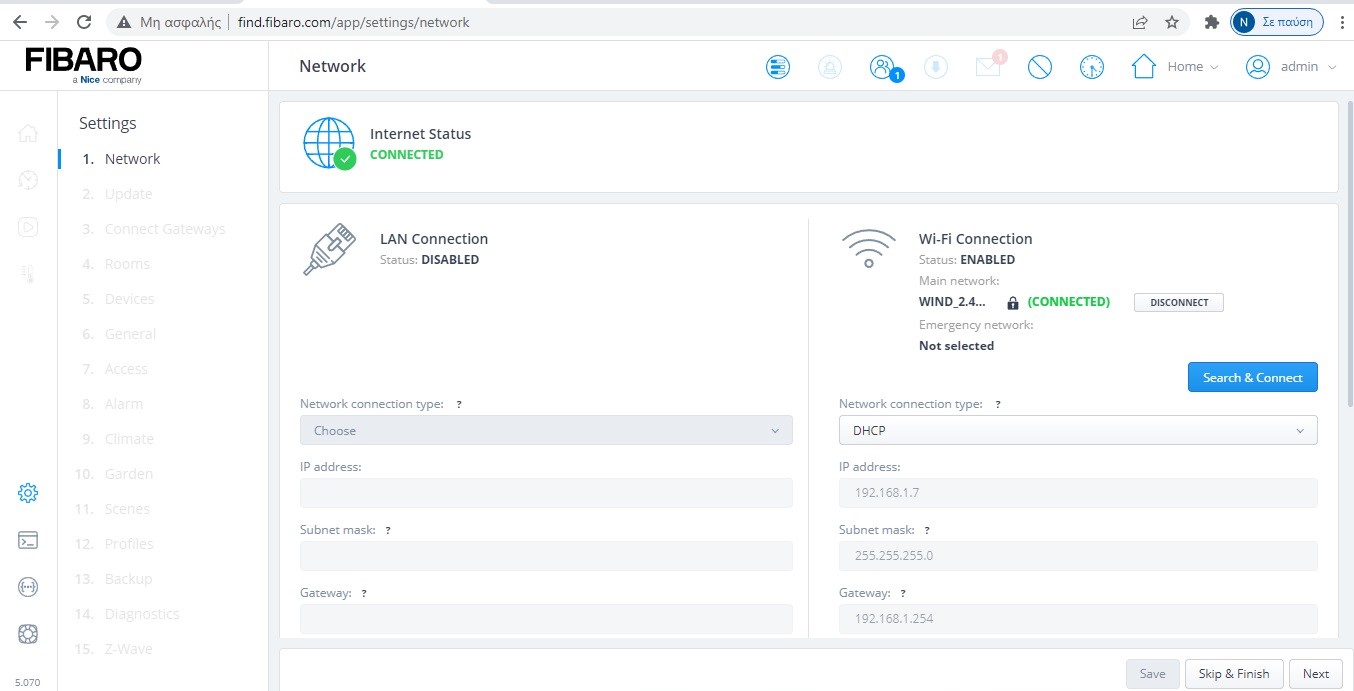 Μη ασφαλής
find.fibaro.com/app/settings/network
N
Σε παύση
FIBARO
a Nice company
Network
1
1
Home
admin
Settings
1. Network
2. Update
3. Connect Gateways
4. Rooms
5. Devices
6. General
7. Access
8. Alarm
9. Climate
10. Garden
11. Scenes
12. Profiles
13. Backup
14. Diagnostics
15. Z-Wave
5.070
Internet Status
CONNECTED
LAN Connection
Status: DISABLED
Network connection type: ?
Choose
IP address:
Subnet mask: ?
Gateway: ?
Wi-Fi Connection
Status: ENABLED
Main network:
WIND_2.4... (CONNECTED) DISCONNECT
Emergency network:
Not selected
Search & Connect
Network connection type: ?
DHCP
IP address:
192.168.1.7
Subnet mask: ?
255.255.255.0
Gateway: ?
192.168.1.254
Save
Skip & Finish
Next